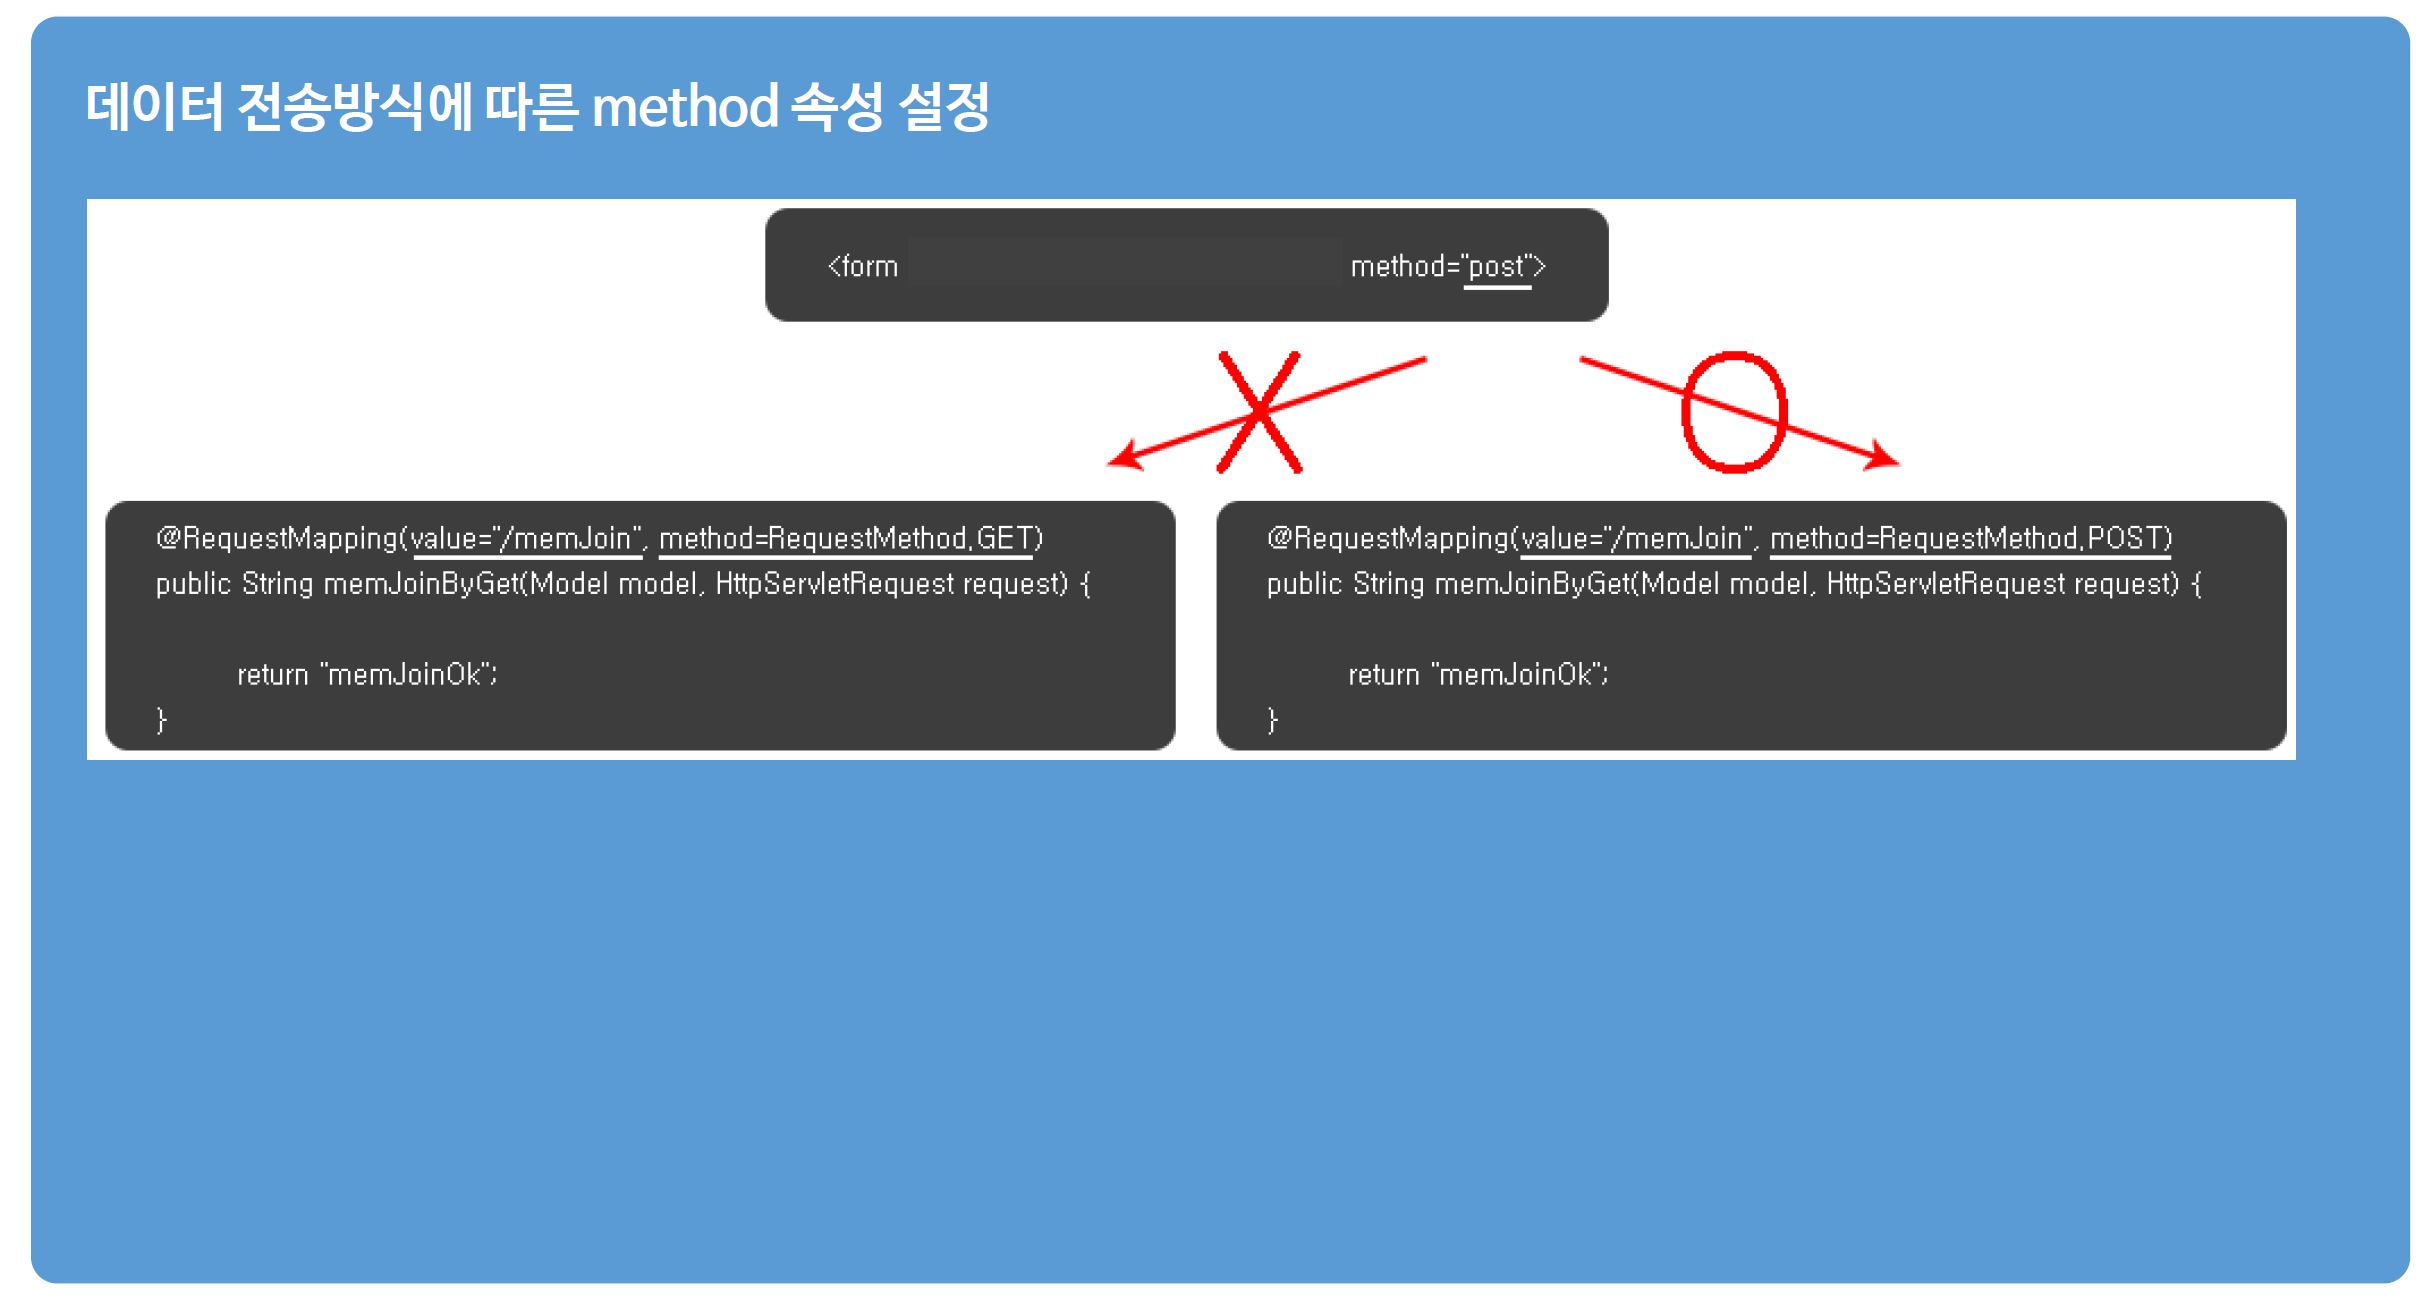 데이터 전송방식에 따른 method 속성 설정
<form method="post">
@RequestMapping(value="/memJoin", method=RequestMethod.GET)
public String memJoinByGet(Model model, HttpServletRequest request) {
return "memJoinOk";
}
@RequestMapping(value="/memJoin", method=RequestMethod.POST)
public String memJoinByGet(Model model, HttpServletRequest request) {
return "memJoinOk";
}